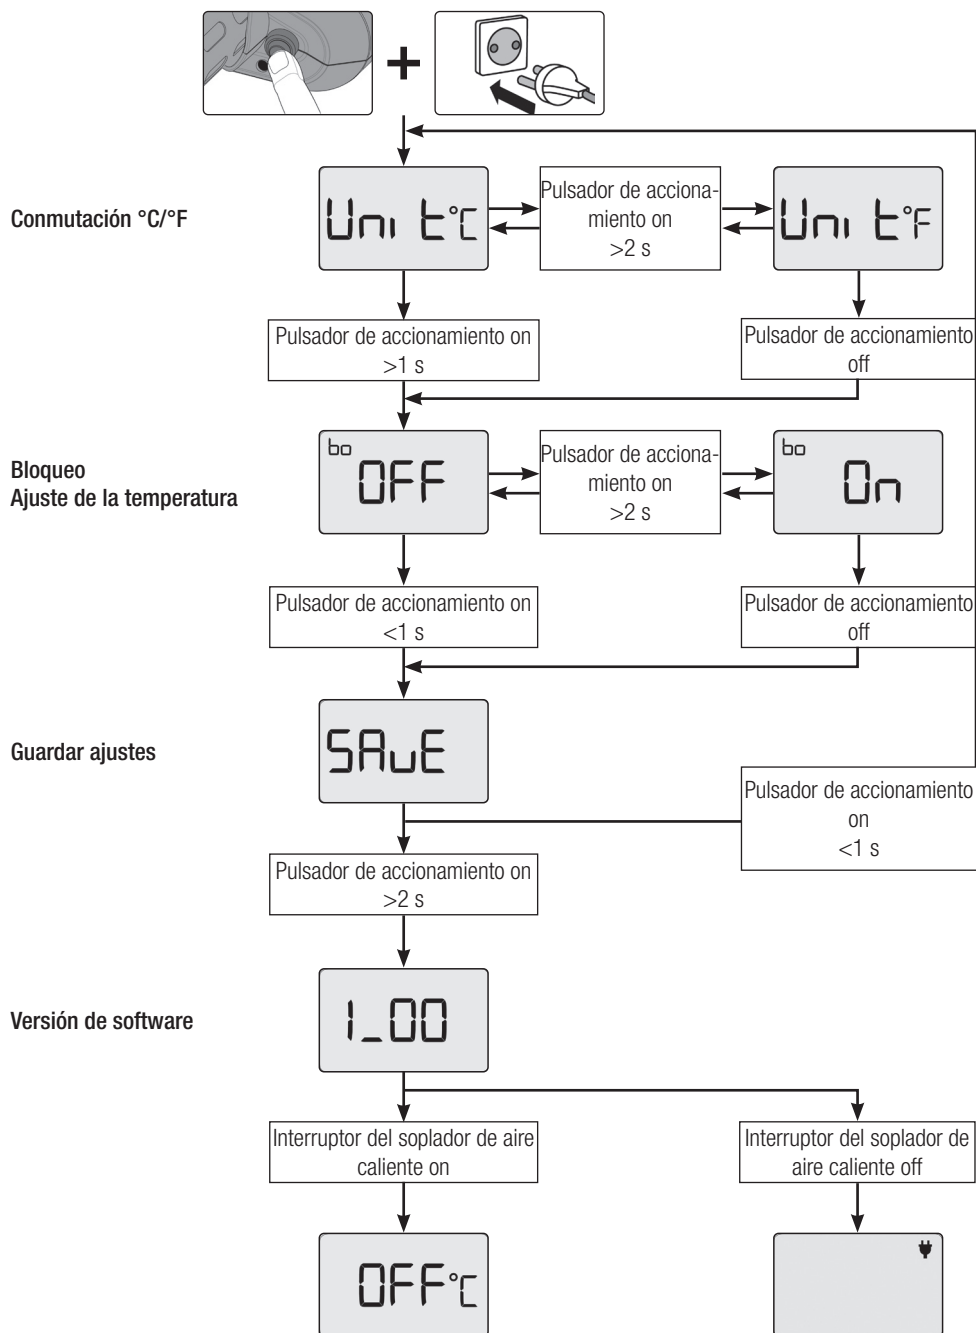 Conmutación °C/°F
Unit°C
Pulsador de acciona-
miento on
>2 s
Unit°F
Pulsador de accionamiento on
>1 s
Pulsador de accionamiento
off
Bloqueo
Ajuste de la temperatura
bo
OFF
Pulsador de acciona-
miento on
>2 s
bo
On
Pulsador de accionamiento on
<1 s
Pulsador de accionamiento
off
Guardar ajustes
SAvE
Pulsador de accionamiento
on
<1 s
Pulsador de accionamiento on
>2 s
Versión de software
1_00
Interruptor del soplador de aire
caliente on
Interruptor del soplador de
aire caliente off
OFF°C